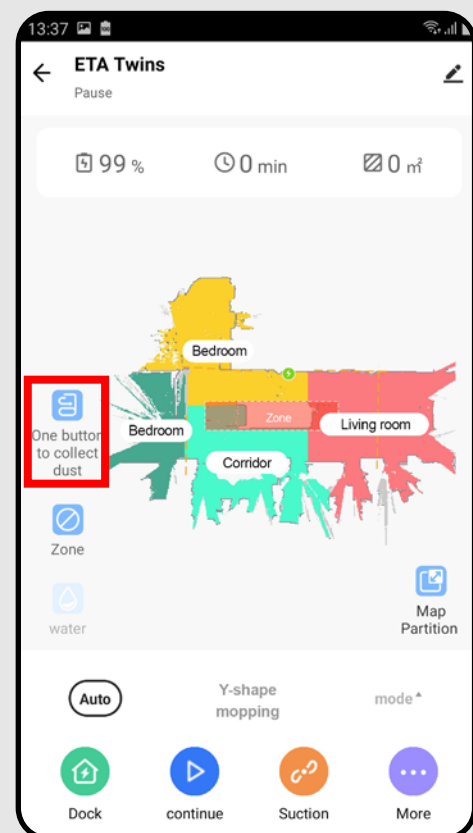 13:37
ETA Twins
Pause
99 %
0 min
0 ㎡
Bedroom
Zone
Bedroom
Living room
Corridor
One button
to collect
dust
Zone
water
Map
Partition
Auto
Y-shape
mopping
mode
Dock
continue
Suction
More